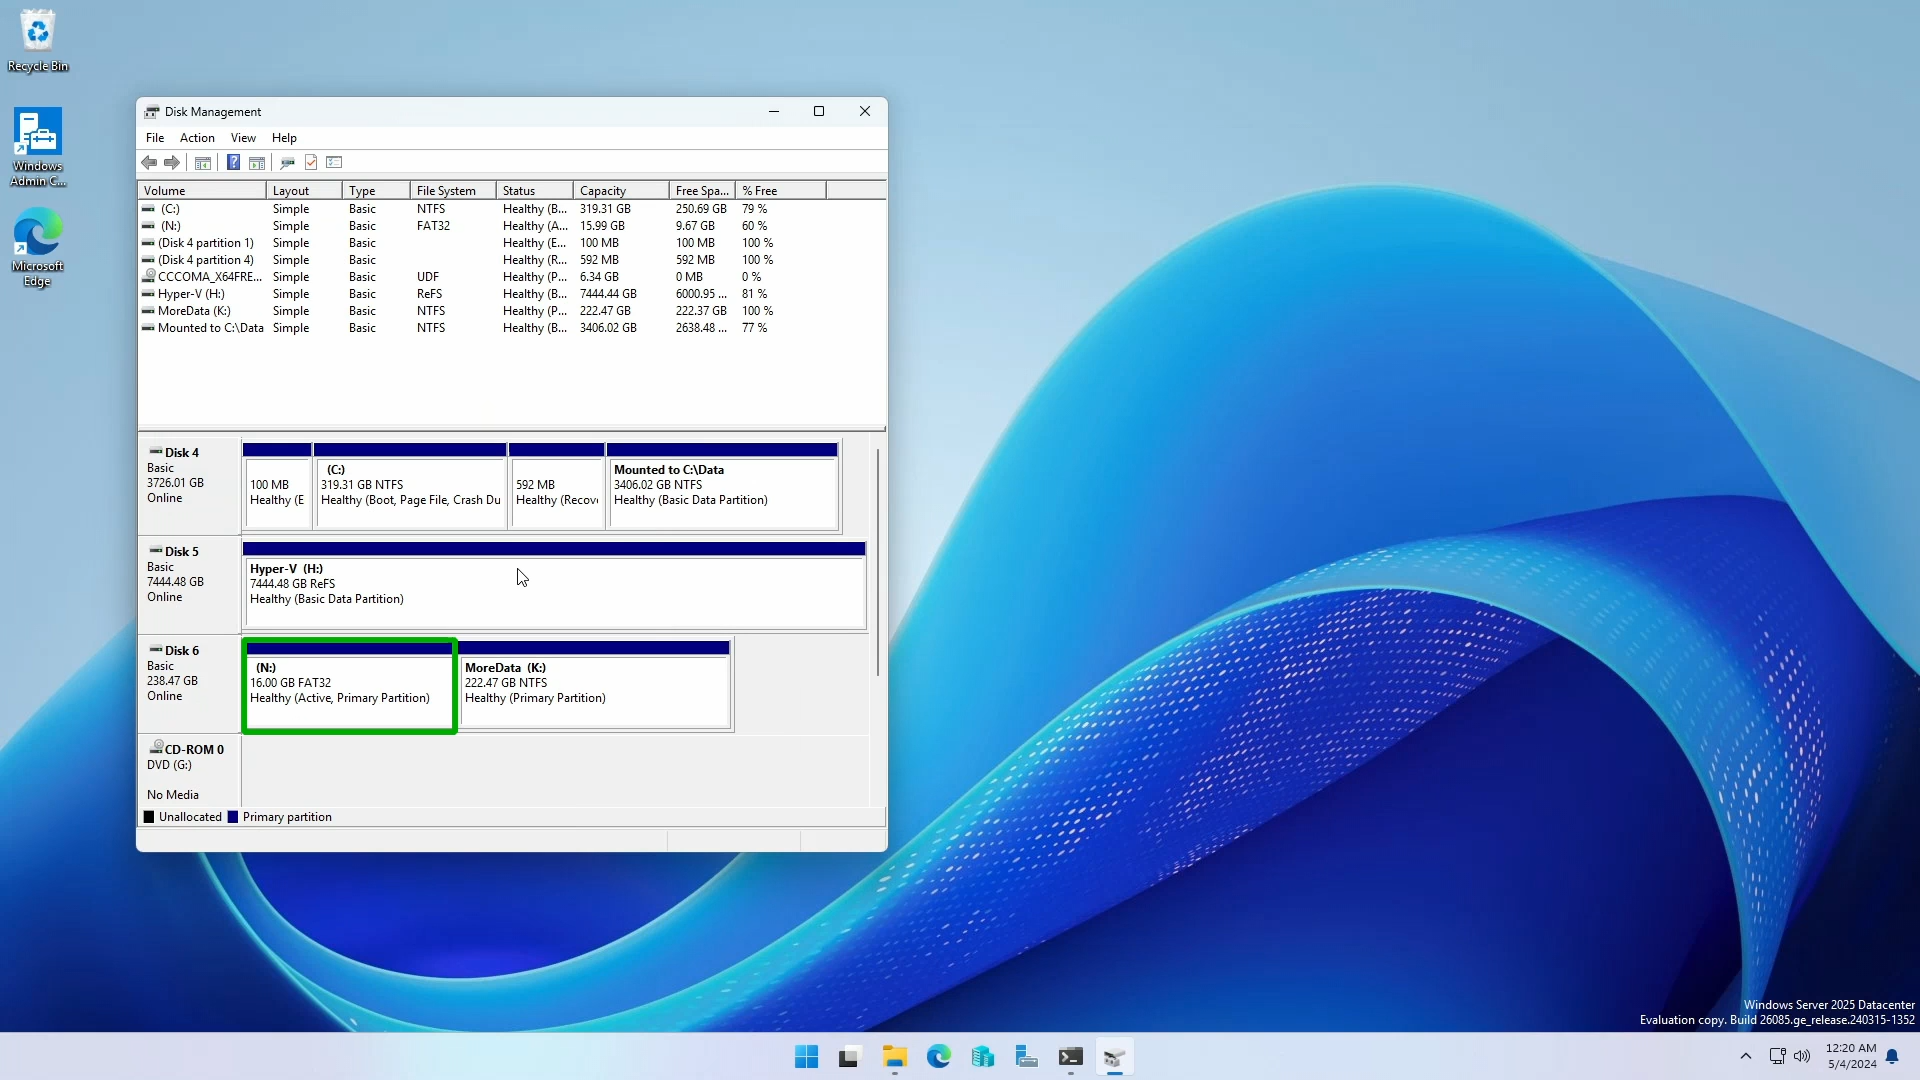 Recycle Bin
Windows
Admin C...
Microsoft
Edge
Disk Management
File Action View Help
Volume Layout Type File System Status Capacity Free Spa... % Free
(C:) Simple Basic NTFS Healthy (B... 319.31 GB 250.69 GB 79 %
(N:) Simple Basic FAT32 Healthy (A... 15.99 GB 9.67 GB 60 %
(Disk 4 partition 1) Simple Basic Healthy (E... 100 MB 100 MB 100 %
(Disk 4 partition 4) Simple Basic Healthy (R... 592 MB 592 MB 100 %
CCCOMA_X64FRE... Simple Basic UDF Healthy (P... 6.34 GB 0 MB 0 %
Hyper-V (H:) Simple Basic ReFS Healthy (B... 7444.44 GB 6000.95 ... 81 %
MoreData (K:) Simple Basic NTFS Healthy (P... 222.47 GB 222.37 GB 100 %
Mounted to C:\Data Simple Basic NTFS Healthy (B... 3406.02 GB 2638.48 ... 77 %
Disk 4
Basic
3726.01 GB
Online
100 MB
Healthy (E
(C:)
319.31 GB NTFS
Healthy (Boot, Page File, Crash Du
592 MB
Healthy (Recov
Mounted to C:\Data
3406.02 GB NTFS
Healthy (Basic Data Partition)
Disk 5
Basic
7444.48 GB
Online
Hyper-V (H:)
7444.48 GB ReFS
Healthy (Basic Data Partition)
Disk 6
Basic
238.47 GB
Online
(N:)
16.00 GB FAT32
Healthy (Active, Primary Partition)
MoreData (K:)
222.47 GB NTFS
Healthy (Primary Partition)
CD-ROM 0
DVD (G:)
No Media
Unallocated Primary partition
Windows Server 2025 Datacenter
Evaluation copy. Build 26085.ge_release.240315-1352
12:20 AM
5/4/2024